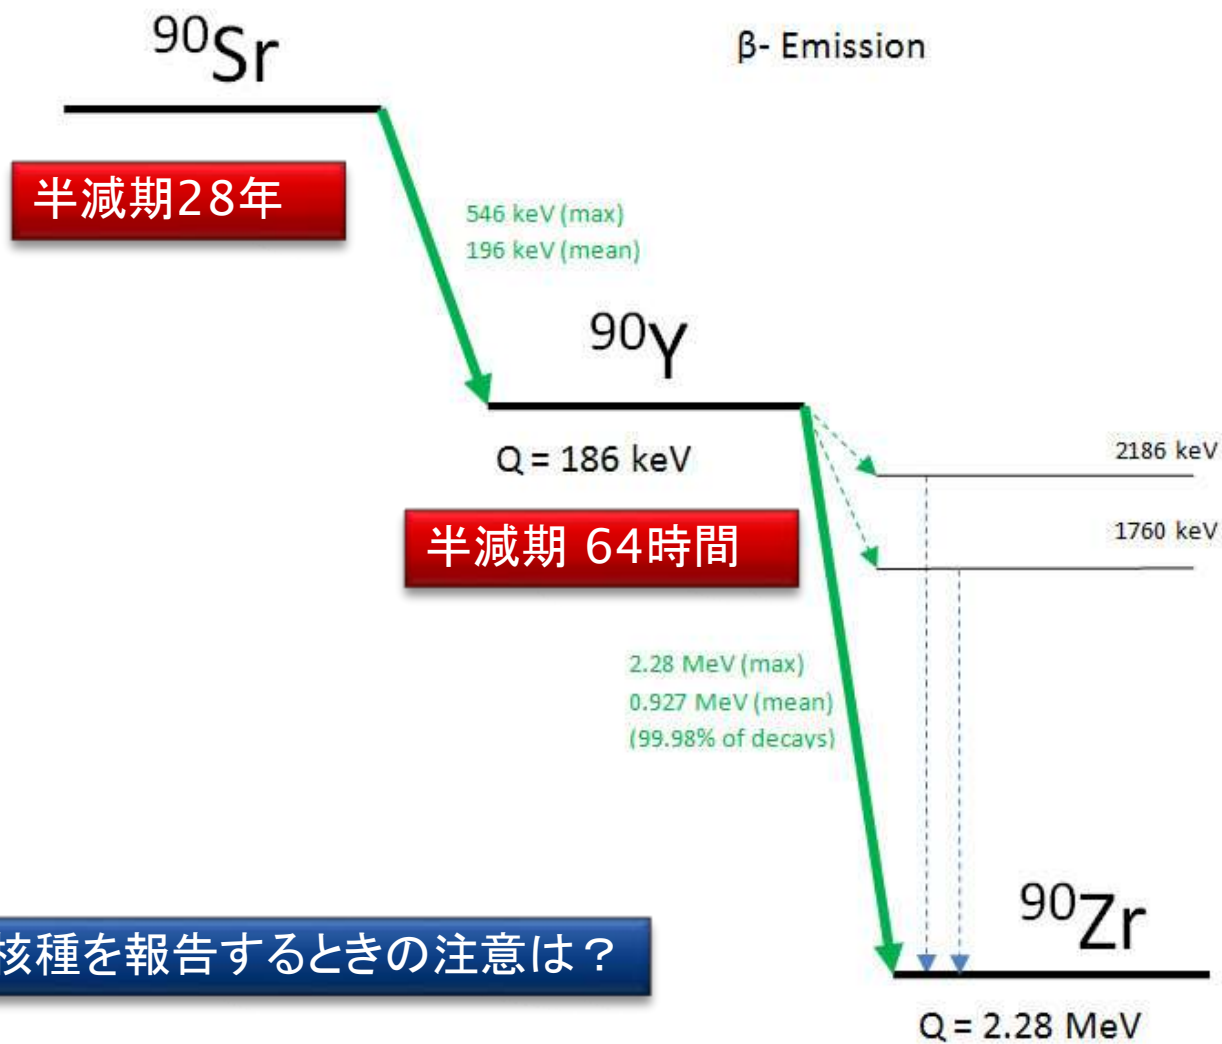 ⁹⁰Sr
β- Emission
半減期28年
546 keV (max)
196 keV (mean)
⁹⁰Y
Q = 186 keV
2186 keV
1760 keV
半減期 64時間
2.28 MeV (max)
0.927 MeV (mean)
(99.98% of decays)
⁹⁰Zr
核種を報告するときの注意は？
Q = 2.28 MeV